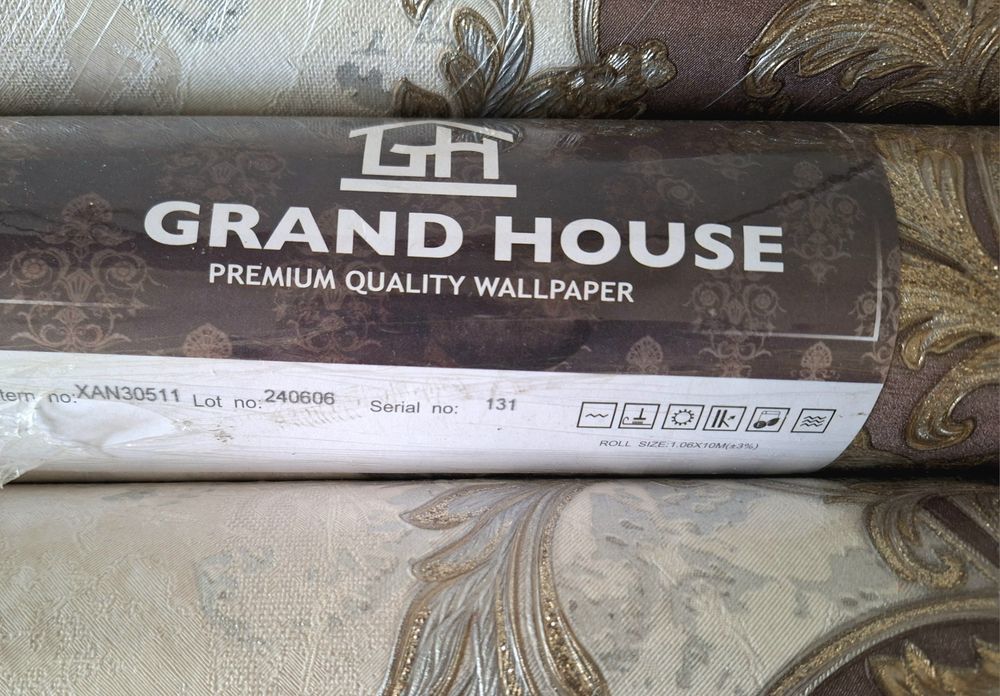 GH
GRAND HOUSE
PREMIUM QUALITY WALLPAPER
tern no:XAN30511 Lot no:240606 Serial no: 131
ROLL SIZE:1.06X10M(±3%)